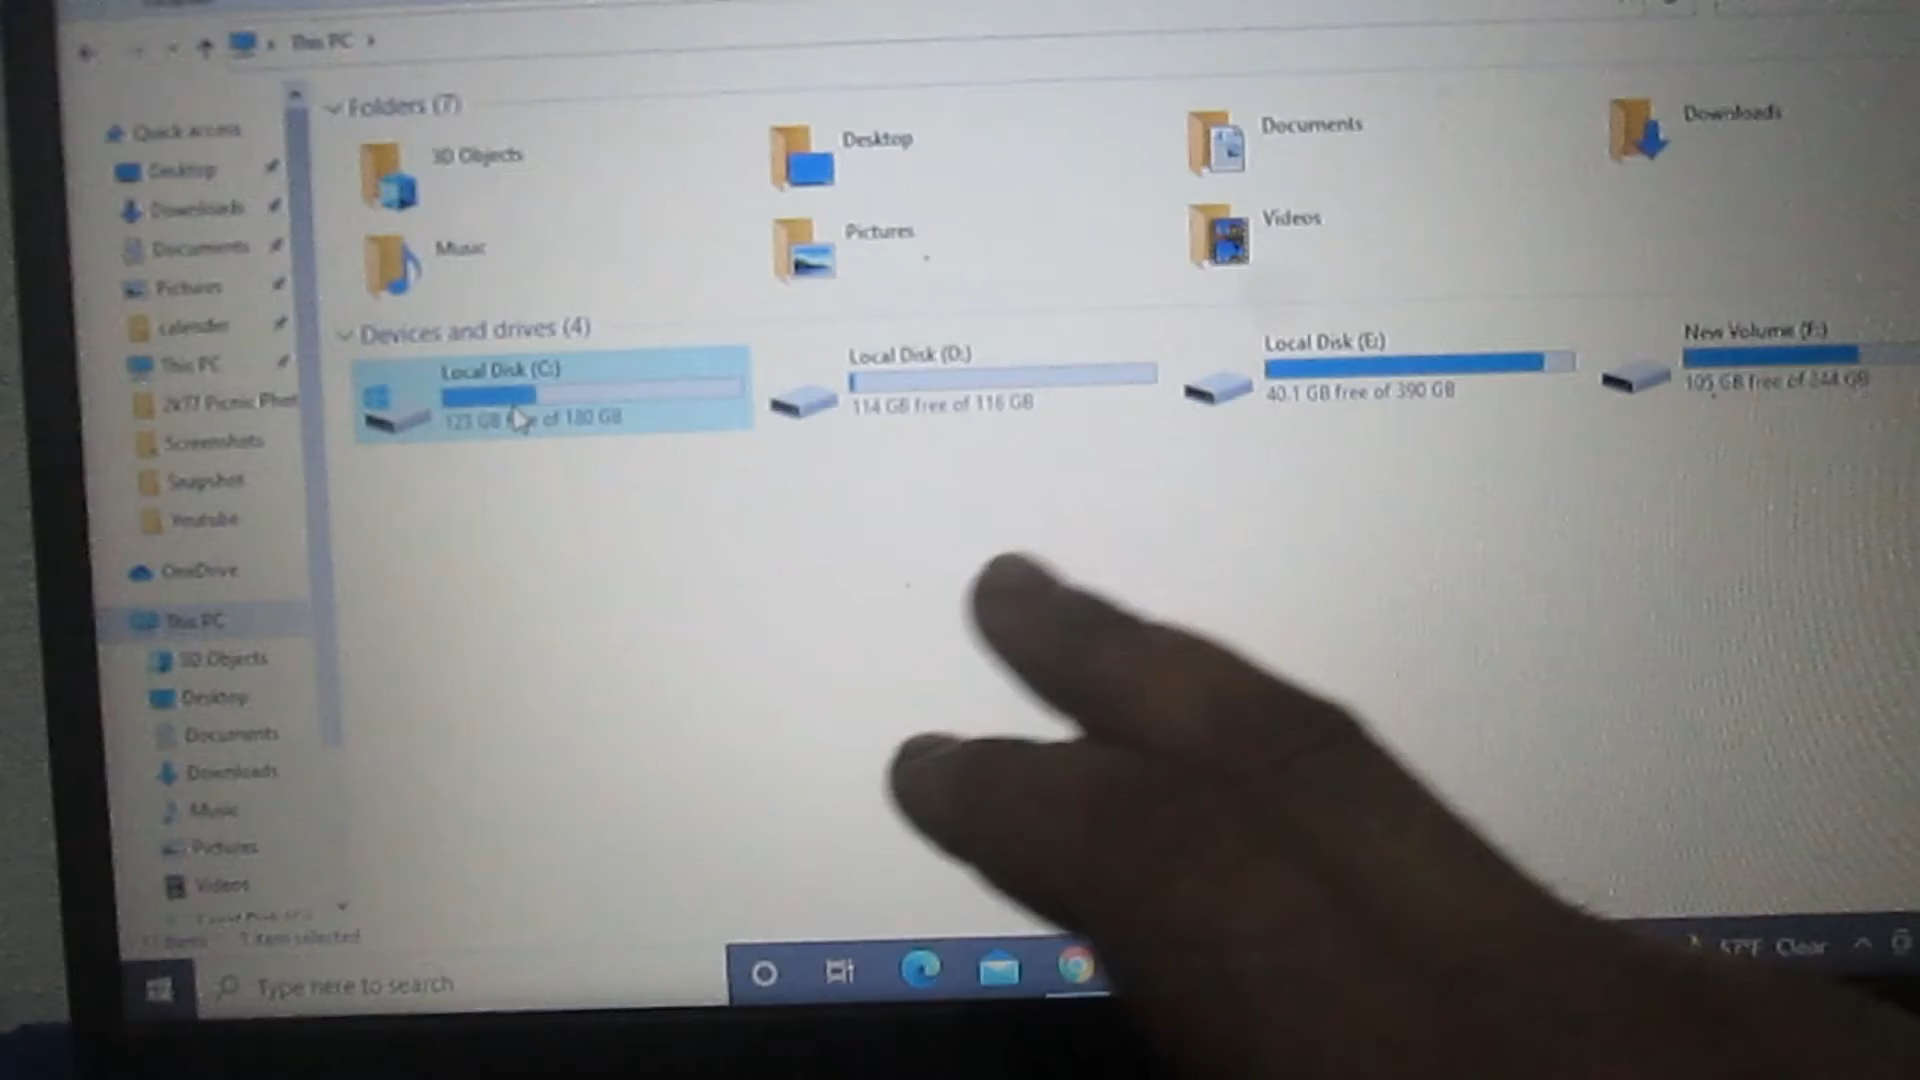 This PC
Quick access
Desktop
Downloads
Documents
Pictures
calender
This PC
2k77 Picnic Phot
Screenshots
Snapshot
Youtube
OneDrive
This PC
3D Objects
Desktop
Documents
Downloads
Music
Pictures
Videos
1 item selected
Folders (7)
3D Objects
Desktop
Documents
Downloads
Music
Pictures
Videos
Devices and drives (4)
Local Disk (C:)
123 GB of 180 GB
Local Disk (D:)
114 GB free of 116 GB
Local Disk (E:)
40.1 GB free of 390 GB
New Volume (F:)
105 GB free of 244 GB
Type here to search
57°F Clear